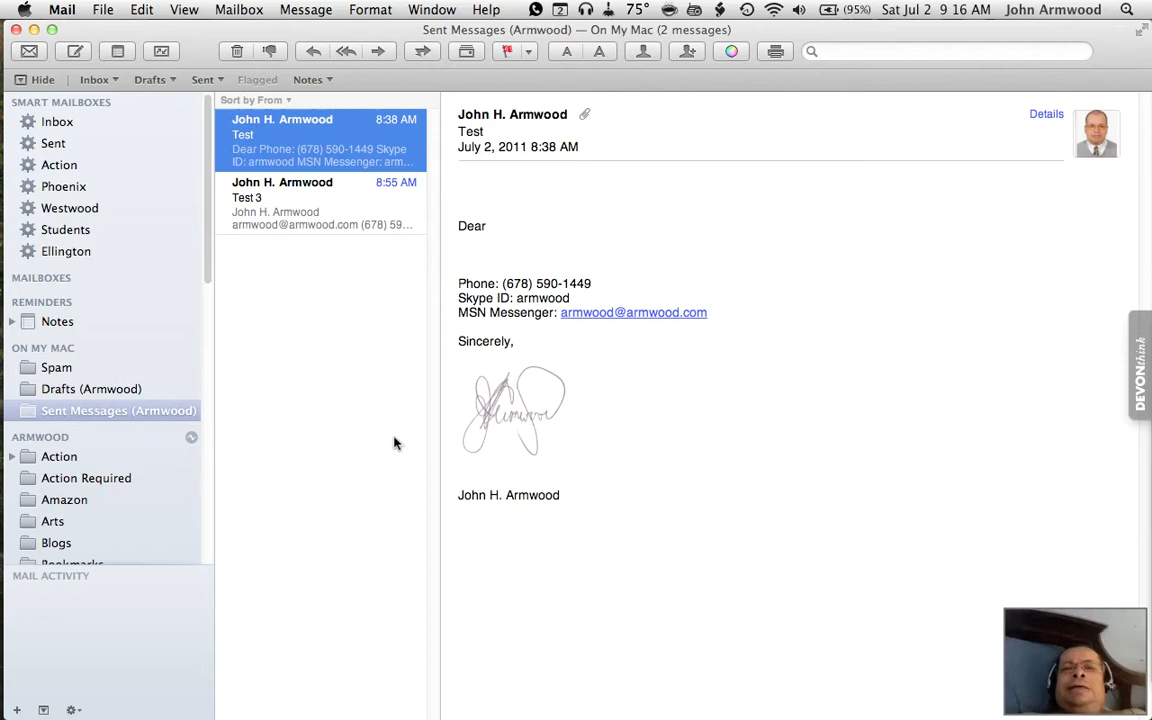 Mail File Edit View Mailbox Message Format Window Help 2 75° (95%) Sat Jul 2 9:16 AM John Armwood
Sent Messages (Armwood) — On My Mac (2 messages)
Hide Inbox Drafts Sent Flagged Notes
SMART MAILBOXES
Inbox
Sent
Action
Phoenix
Westwood
Students
Ellington
MAILBOXES
REMINDERS
Notes
ON MY MAC
Spam
Drafts (Armwood)
Sent Messages (Armwood)
ARMWOOD
Action
Action Required
Amazon
Arts
Blogs
Bookmarks
MAIL ACTIVITY
Sort by From
John H. Armwood 8:38 AM
Test
Dear Phone: (678) 590-1449 Skype
ID: armwood MSN Messenger: arm...
John H. Armwood 8:55 AM
Test 3
John H. Armwood
armwood@armwood.com (678) 59...
John H. Armwood Details
Test
July 2, 2011 8:38 AM
Dear
Phone: (678) 590-1449
Skype ID: armwood
MSN Messenger: armwood@armwood.com
Sincerely,
John H. Armwood
DEVONthink